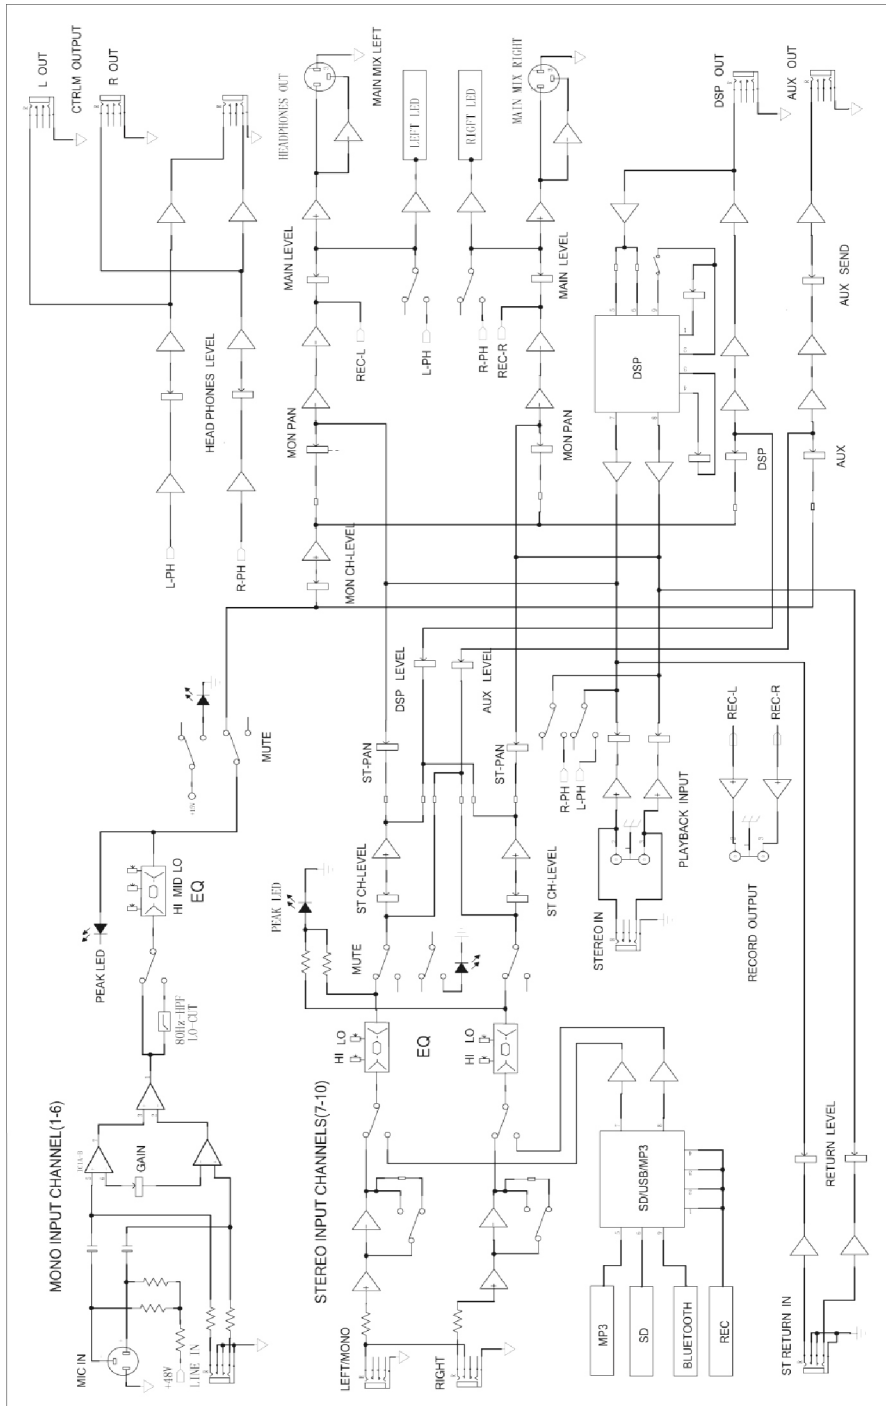 L OUT
CTRLM OUTPUT
R OUT
HEADPHONES LEVEL
L-PH
R-PH
HEADPHONES OUT
MAIN MIX LEFT
LEFT LED
RIGHT LED
MAIN MIX RIGHT
MAIN LEVEL
REC-L
L-PH
R-PH
REC-R
MAIN LEVEL
MON PAN
MON PAN
MON CH-LEVEL
DSP OUT
AUX OUT
DSP
AUX SEND
DSP
AUX
MUTE
PEAK LED
HI MID LO
EQ
80Hz-HPF
LO-CUT
GAIN
MONO INPUT CHANNEL(1-6)
MIC IN
+48V
LINE IN
DSP LEVEL
AUX LEVEL
ST-PAN
ST-PAN
ST CH-LEVEL
ST CH-LEVEL
PEAK LED
MUTE
HI LO
EQ
HI LO
STEREO INPUT CHANNELS(7-10)
LEFT/MONO
RIGHT
R-PH
L-PH
PLAYBACK INPUT
STEREO IN
REC-L
REC-R
RECORD OUTPUT
SD/USB/MP3
MP3
SD
BLUETOOTH
REC
RETURN LEVEL
ST RETURN IN